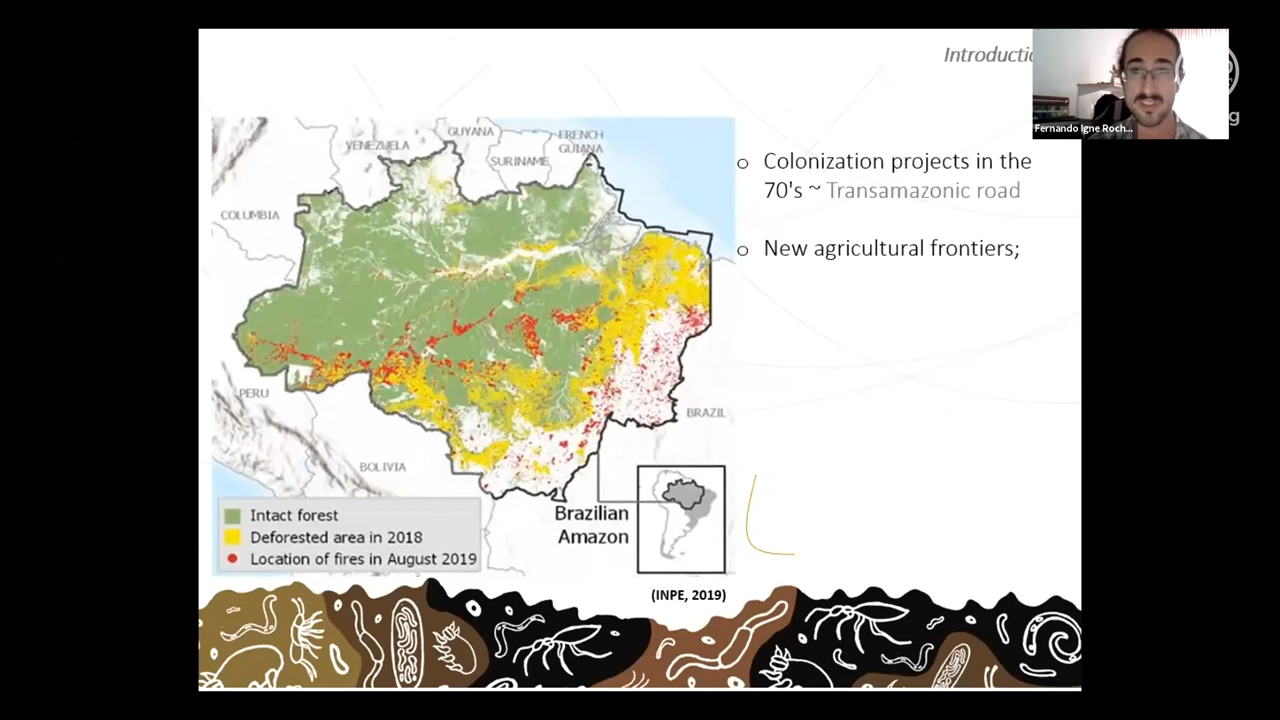 Introductio
g
Fernando Igne Roch...
GUYANA
FRENCH
GUIANA
VENEZUELA
SURINAME
COLUMBIA
PERU
BRAZIL
BOLIVIA
Intact forest
Deforested area in 2018
Location of fires in August 2019
Brazilian
Amazon
(INPE, 2019)
o Colonization projects in the
70's ~ Transamazonic road
o New agricultural frontiers;